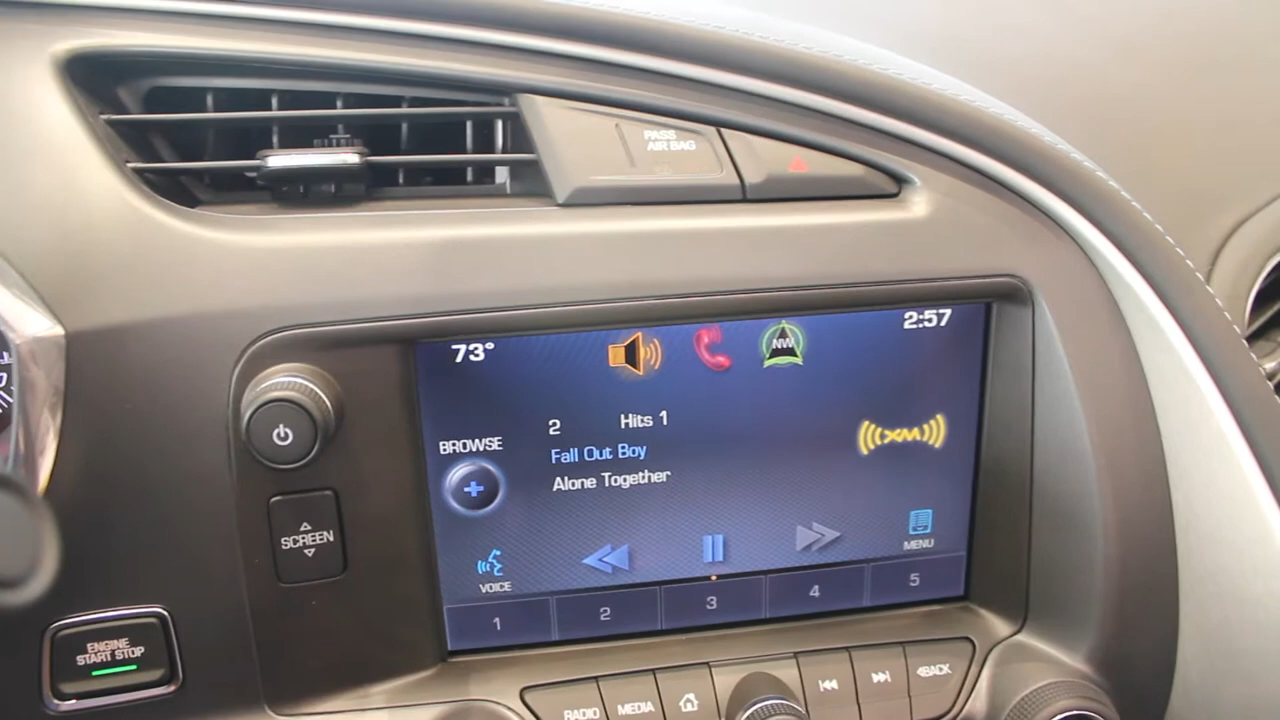 PASS
AIR BAG
73°
NW
2:57
2 Hits 1
Fall Out Boy
Alone Together
XM
BROWSE
VOICE
MENU
1 2 3 4 5
SCREEN
ENGINE
START STOP
RADIO MEDIA BACK